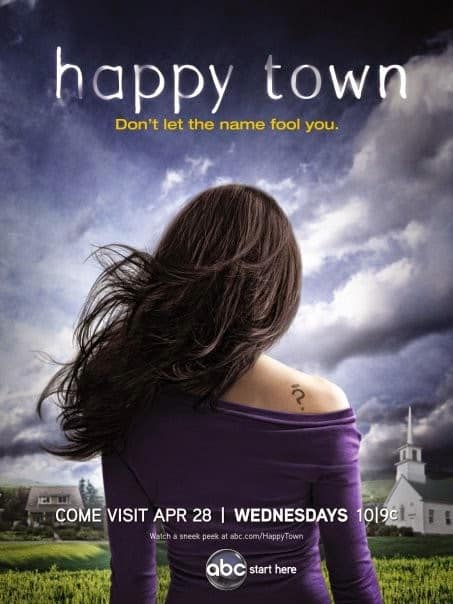 happy town
Don't let the name fool you.
?
COME VISIT APR 28 | WEDNESDAYS 10|9c
Watch a sneek peek at abc.com/HappyTown
abc start here